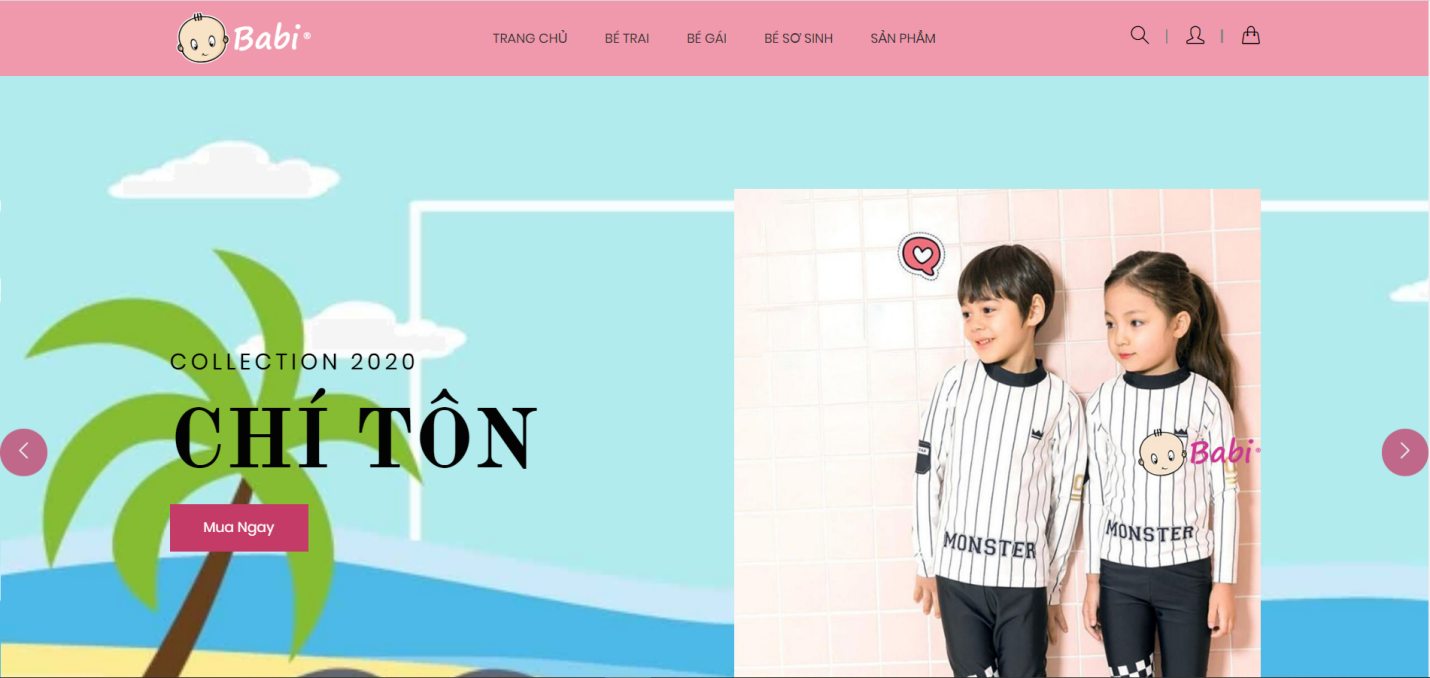 Babi®
TRANG CHỦ BÉ TRAI BÉ GÁI BÉ SƠ SINH SẢN PHẨM
COLLECTION 2020
CHÍ TÔN
Mua Ngay
Babi®
MONSTER
MONSTER